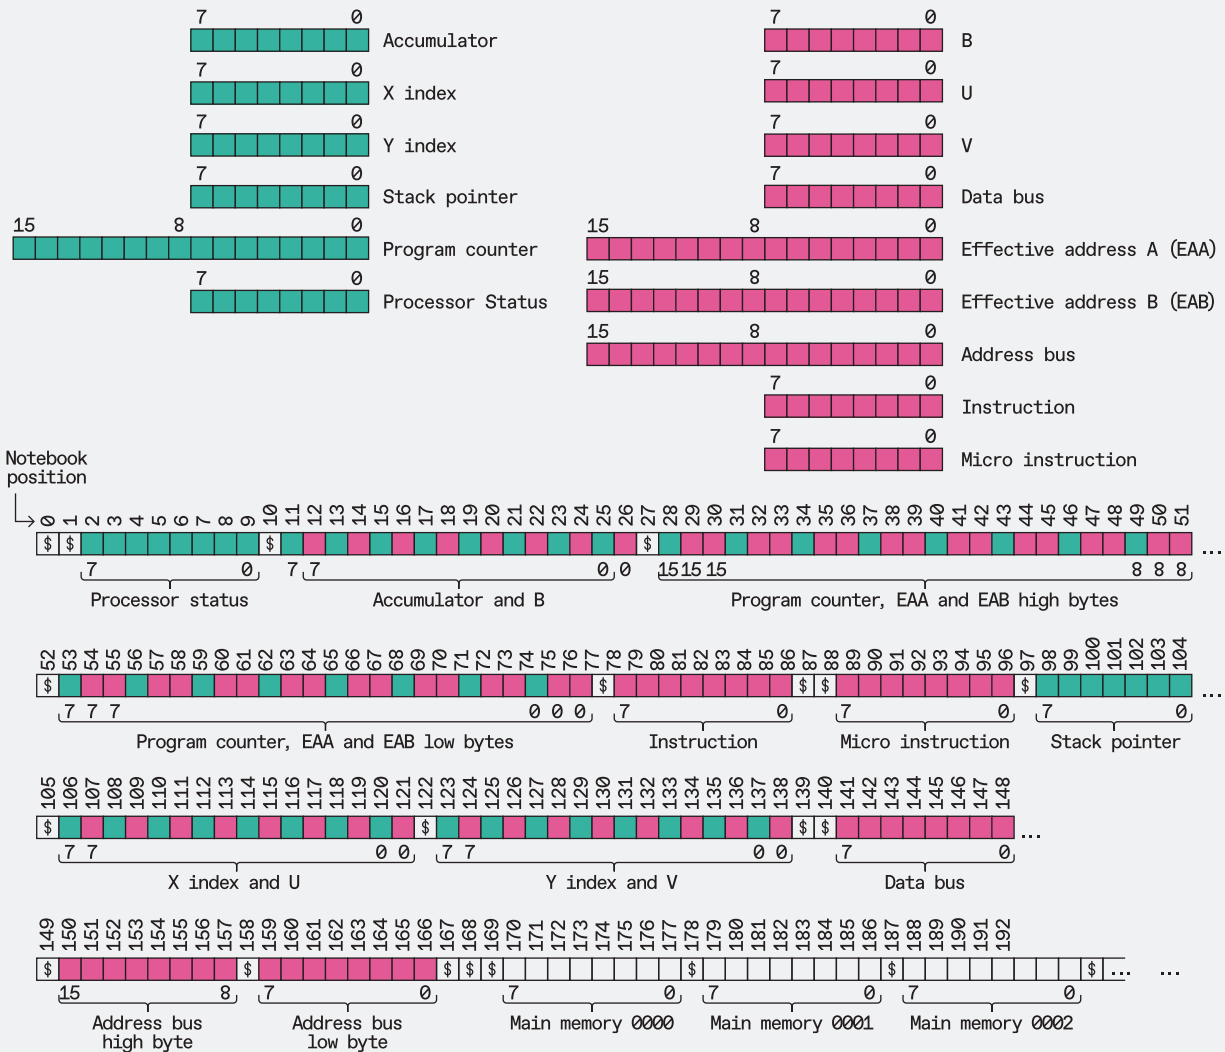 7 0
Accumulator
7 0
X index
7 0
Y index
7 0
Stack pointer
15 8 0
Program counter
7 0
Processor Status
7 0
B
7 0
U
7 0
V
7 0
Data bus
15 8 0
Effective address A (EAA)
15 8 0
Effective address B (EAB)
15 8 0
Address bus
7 0
Instruction
7 0
Micro instruction
Notebook
position
0 1 2 3 4 5 6 7 8 9 10 11 12 13 14 15 16 17 18 19 20 21 22 23 24 25 26 27 28 29 30 31 32 33 34 35 36 37 38 39 40 41 42 43 44 45 46 47 48 49 50 51
$ $ $ $ ...
7 0 7 7 0 0 15 15 15 8 8 8
Processor status Accumulator and B Program counter, EAA and EAB high bytes
52 53 54 55 56 57 58 59 60 61 62 63 64 65 66 67 68 69 70 71 72 73 74 75 76 77 78 79 80 81 82 83 84 85 86 87 88 89 90 91 92 93 94 95 96 97 98 99 100 101 102 103 104
$ $ $ $ $ ...
7 7 7 0 0 0 7 0 7 0 7 0
Program counter, EAA and EAB low bytes Instruction Micro instruction Stack pointer
105 106 107 108 109 110 111 112 113 114 115 116 117 118 119 120 121 122 123 124 125 126 127 128 129 130 131 132 133 134 135 136 137 138 139 140 141 142 143 144 145 146 147 148
$ $ $ $ ...
7 7 0 0 7 7 0 0 7 0
X index and U Y index and V Data bus
149 150 151 152 153 154 155 156 157 158 159 160 161 162 163 164 165 166 167 168 169 170 171 172 173 174 175 176 177 178 179 180 181 182 183 184 185 186 187 188 189 190 191 192
$ $ $ $ $ $ $ $ ... ...
15 8 7 0 7 0 7 0 7 0
Address bus
high byte
Address bus
low byte
Main memory 0000 Main memory 0001 Main memory 0002